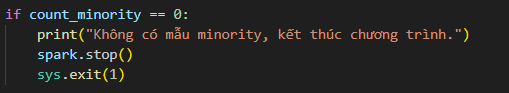 if count_minority == 0:
    print("Không có mẫu minority, kết thúc chương trình.")
    spark.stop()
    sys.exit(1)